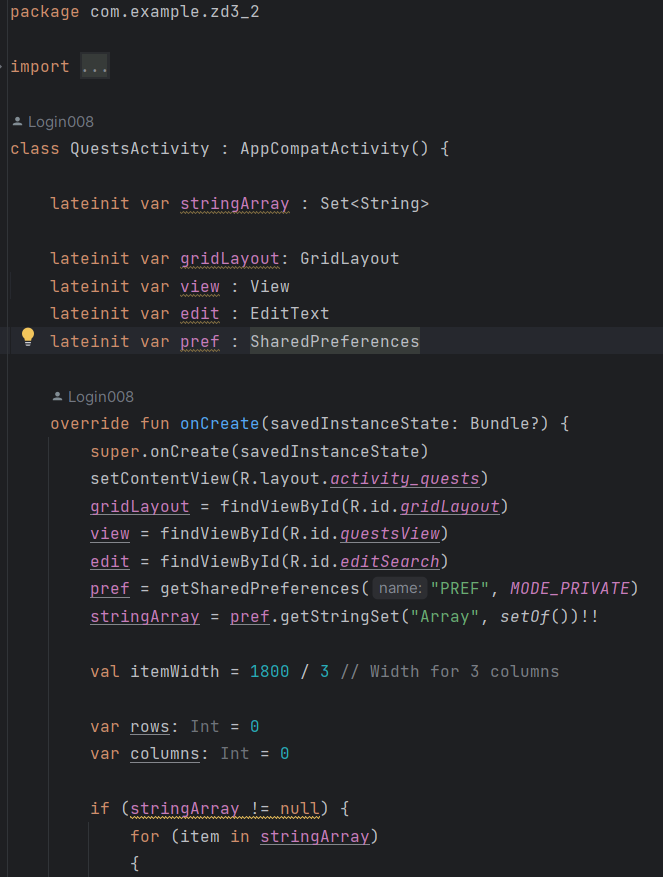 package com.example.zd3_2
import ...
Login008
class QuestsActivity : AppCompatActivity() {
lateinit var stringArray : Set<String>
lateinit var gridLayout: GridLayout
lateinit var view : View
lateinit var edit : EditText
lateinit var pref : SharedPreferences
Login008
override fun onCreate(savedInstanceState: Bundle?) {
super.onCreate(savedInstanceState)
setContentView(R.layout.activity_quests)
gridLayout = findViewById(R.id.gridLayout)
view = findViewById(R.id.questsView)
edit = findViewById(R.id.editSearch)
pref = getSharedPreferences( name: "PREF", MODE_PRIVATE)
stringArray = pref.getStringSet("Array", setOf())!!
val itemWidth = 1800 / 3 // Width for 3 columns
var rows: Int = 0
var columns: Int = 0
if (stringArray != null) {
for (item in stringArray)
{